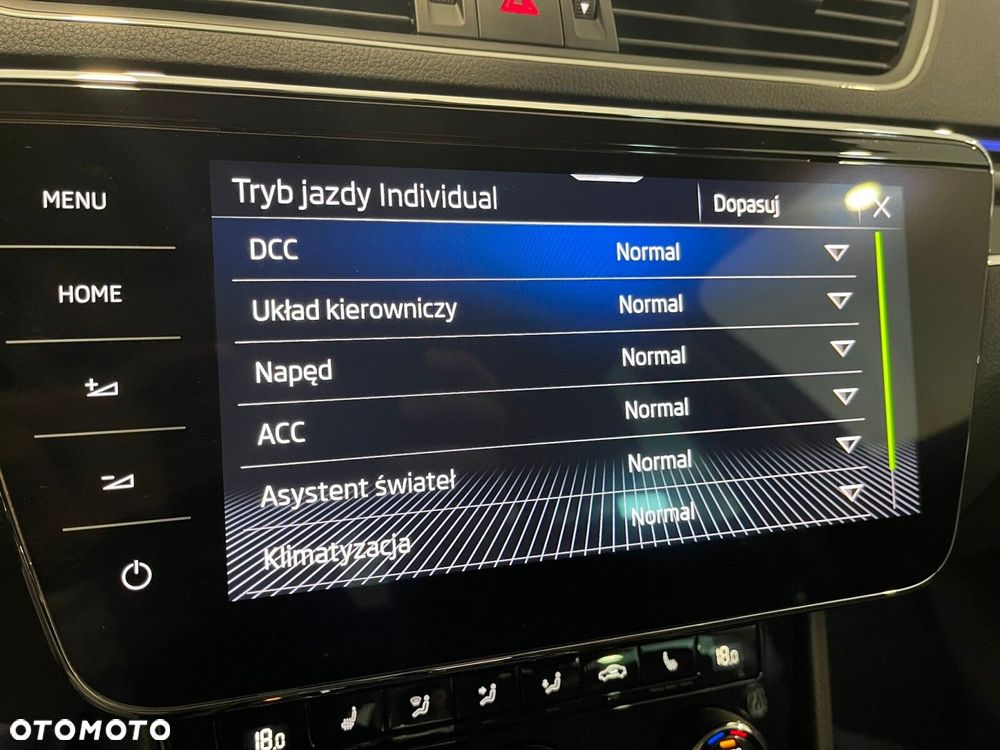 MENU
HOME
Tryb jazdy Individual
Dopasuj
DCC Normal
Układ kierowniczy Normal
Napęd Normal
ACC Normal
Asystent świateł Normal
Klimatyzacja Normal
18.0
18.0
OTOMOTO